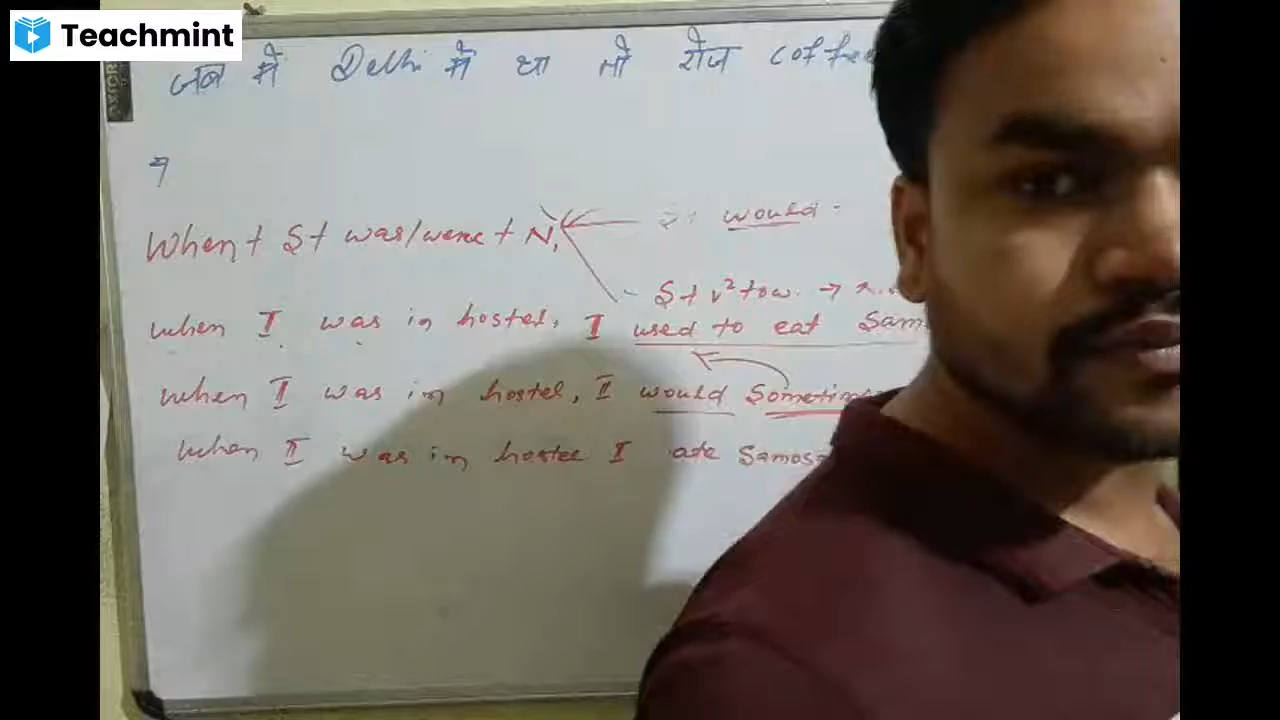 Teachmint
जब में Delhi में था तो रोज coffee
When + S + was/were + N,
would
S + v² + o.w. →
when I was in hostel, I used to eat Sam
when I was in hostel, I would Sometim
when I was in hostel I ate Samosa